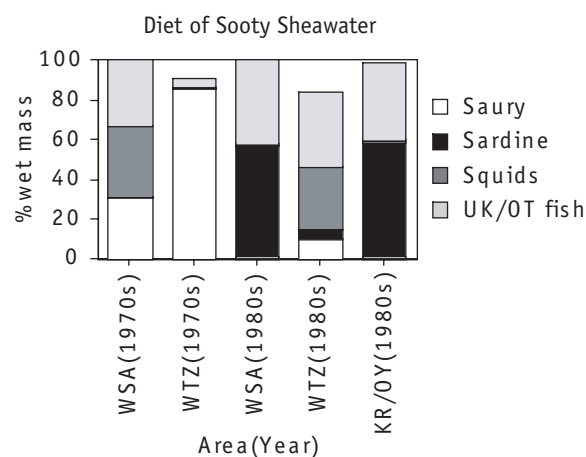 Diet of Sooty Sheawater
100
80
60
40
20
0
%wet mass
Saury
Sardine
Squids
UK/OT fish
WSA(1970s)
WTZ(1970s)
WSA(1980s)
WTZ(1980s)
KR/OY(1980s)
Area(Year)